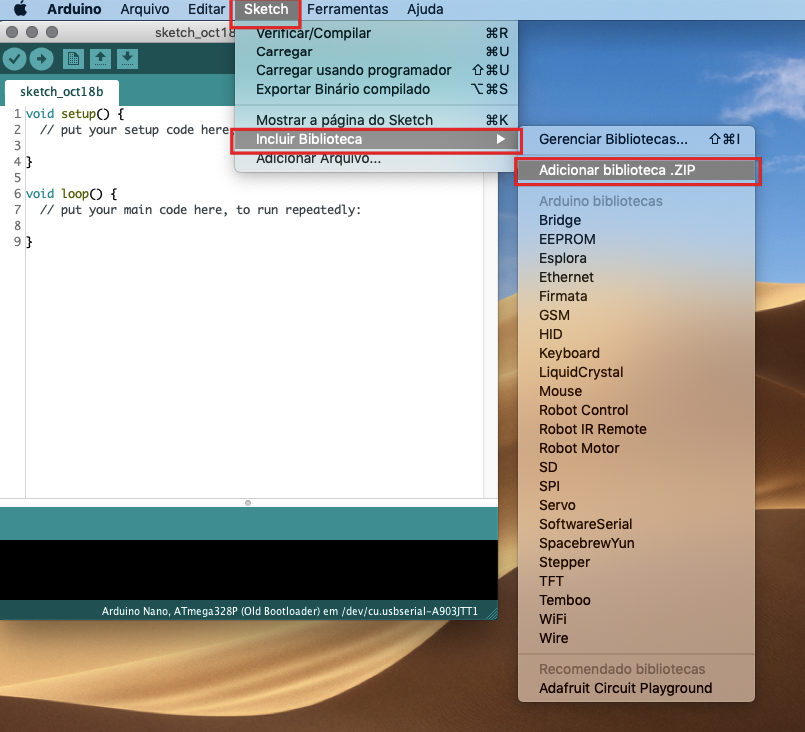 Arduino Arquivo Editar Sketch Ferramentas Ajuda
sketch_oct18
Verificar/Compilar ⌘R
Carregar ⌘U
Carregar usando programador ⇧⌘U
Exportar Binário compilado ⌥⌘S
Mostrar a página do Sketch ⌘K
Incluir Biblioteca ▶
Adicionar Arquivo...
Gerenciar Bibliotecas... ⇧⌘I
Adicionar biblioteca .ZIP
Arduino bibliotecas
Bridge
EEPROM
Esplora
Ethernet
Firmata
GSM
HID
Keyboard
LiquidCrystal
Mouse
Robot Control
Robot IR Remote
Robot Motor
SD
SPI
Servo
SoftwareSerial
SpacebrewYun
Stepper
TFT
Temboo
WiFi
Wire
Recomendado bibliotecas
Adafruit Circuit Playground
sketch_oct18b
1 void setup() {
2 // put your setup code here,
3
4 }
5
6 void loop() {
7 // put your main code here, to run repeatedly:
8
9 }
Arduino Nano, ATmega328P (Old Bootloader) em /dev/cu.usbserial-A903JTT1